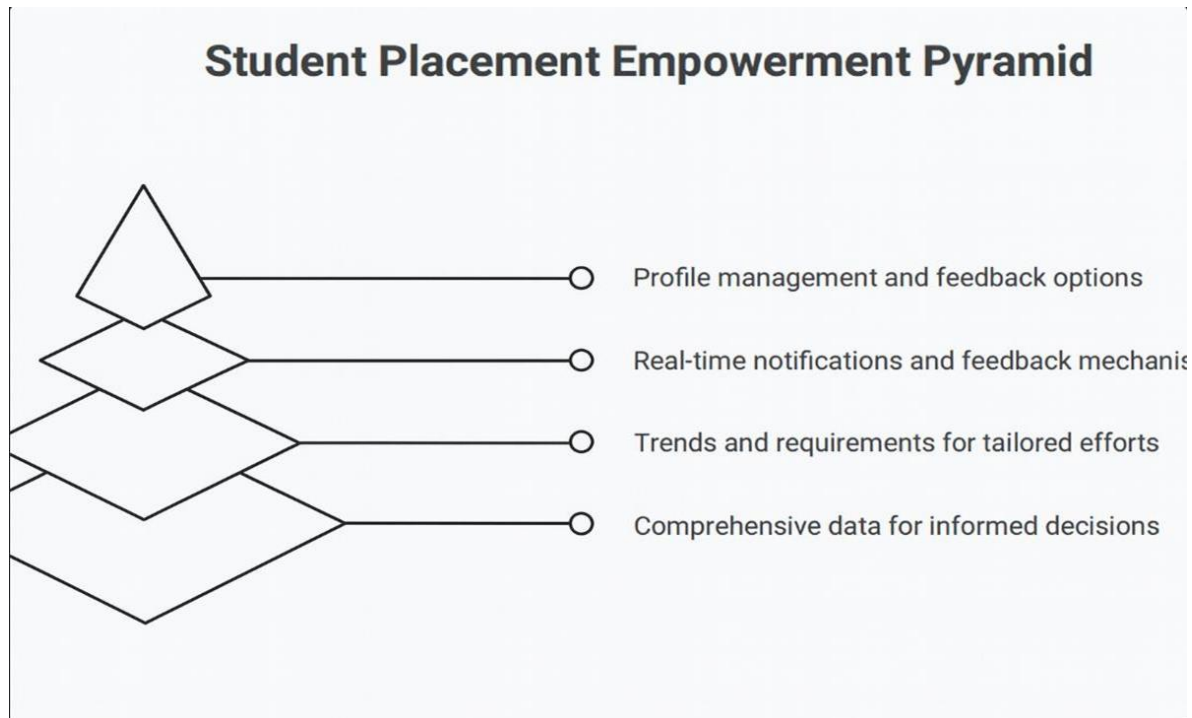 Student Placement Empowerment Pyramid
Profile management and feedback options
Real-time notifications and feedback mechanis
Trends and requirements for tailored efforts
Comprehensive data for informed decisions